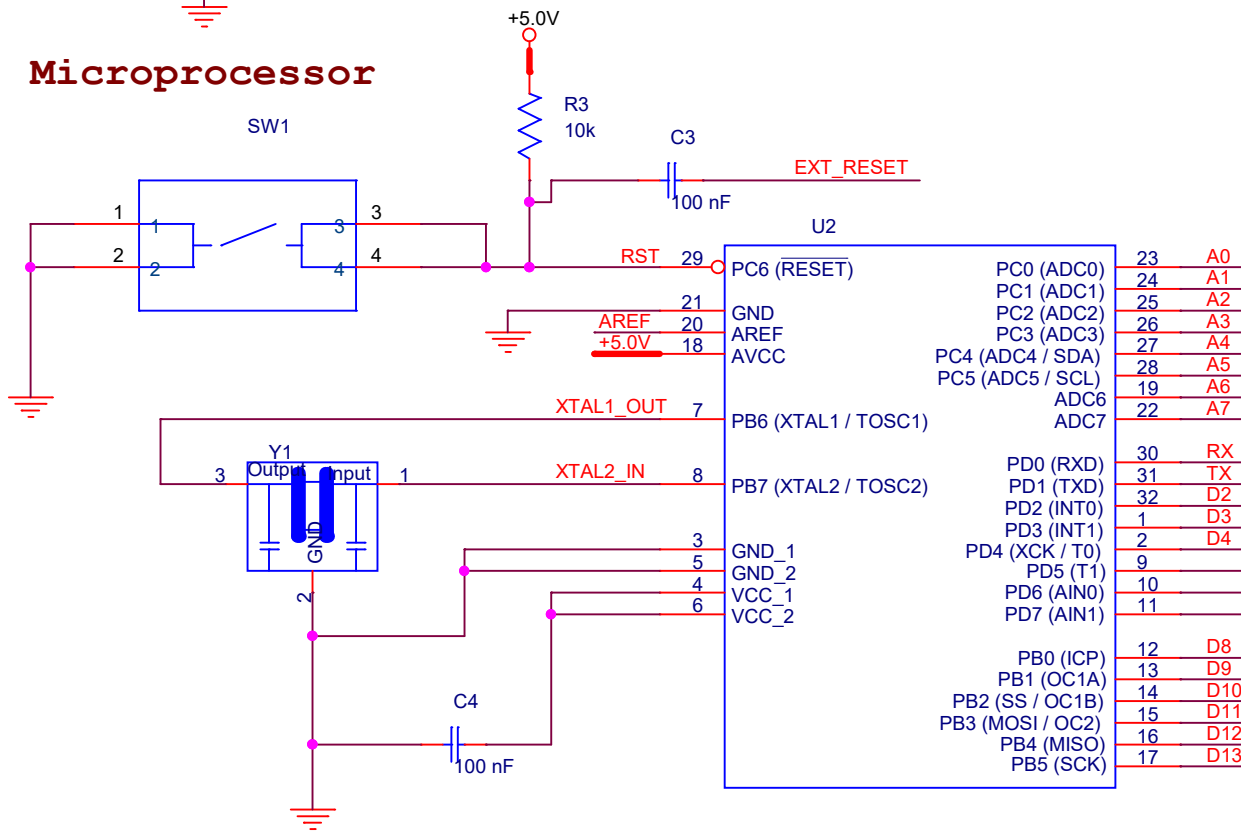 +5.0V
Microprocessor
SW1
R3
10k
C3
EXT_RESET
100 nF
1 1 3 3
2 2 4 4
U2
RST 29 PC6 (RESET) PC0 (ADC0) 23 A0
PC1 (ADC1) 24 A1
21 GND PC2 (ADC2) 25 A2
AREF 20 AREF PC3 (ADC3) 26 A3
+5.0V 18 AVCC PC4 (ADC4 / SDA) 27 A4
PC5 (ADC5 / SCL) 28 A5
ADC6 19 A6
XTAL1_OUT 7 PB6 (XTAL1 / TOSC1) ADC7 22 A7
Y1
3 Output Input 1
GND
2
XTAL2_IN 8 PB7 (XTAL2 / TOSC2)
PD0 (RXD) 30 RX
PD1 (TXD) 31 TX
PD2 (INT0) 32 D2
PD3 (INT1) 1 D3
3 GND_1 PD4 (XCK / T0) 2 D4
5 GND_2 PD5 (T1) 9
4 VCC_1 PD6 (AIN0) 10
6 VCC_2 PD7 (AIN1) 11
PB0 (ICP) 12 D8
PB1 (OC1A) 13 D9
PB2 (SS / OC1B) 14 D10
PB3 (MOSI / OC2) 15 D11
PB4 (MISO) 16 D12
PB5 (SCK) 17 D13
C4
100 nF